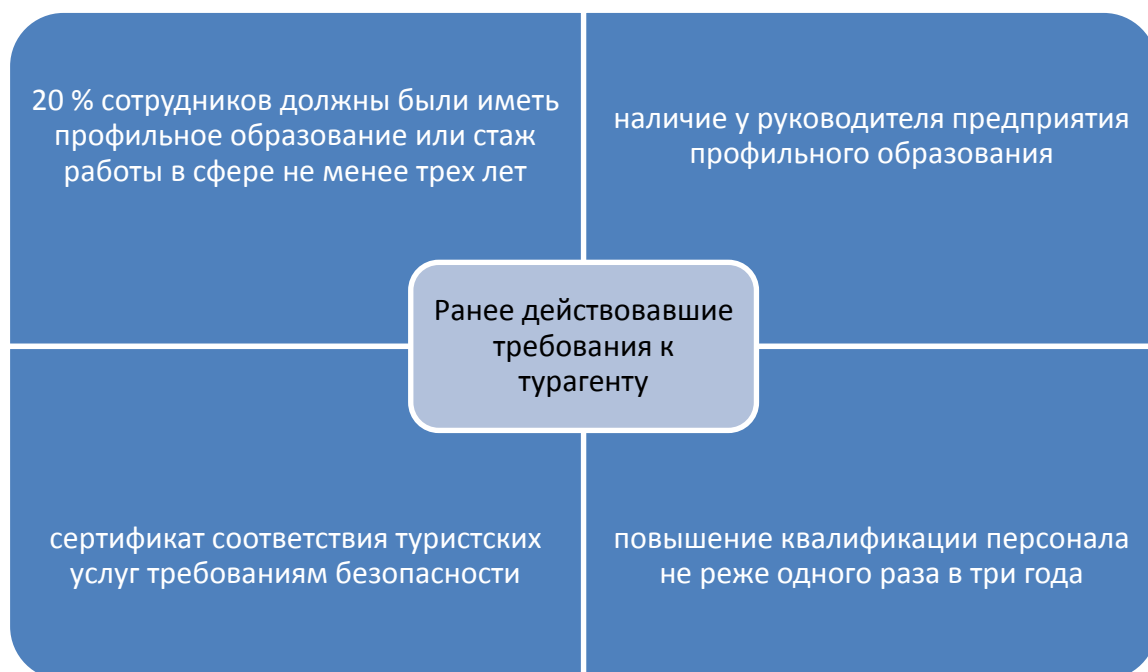 20 % сотрудников должны были иметь
профильное образование или стаж
работы в сфере не менее трех лет
наличие у руководителя предприятия
профильного образования
Ранее действовавшие
требования к
турагенту
сертификат соответствия туристских
услуг требованиям безопасности
повышение квалификации персонала
не реже одного раза в три года